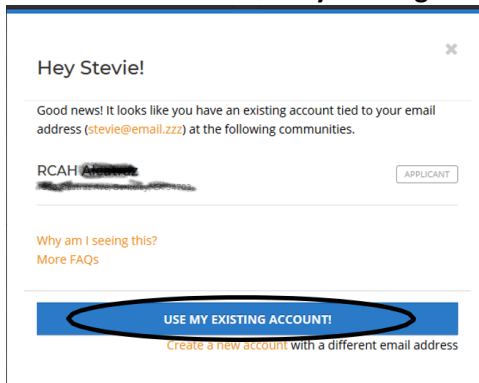 Hey Stevie!
Good news! It looks like you have an existing account tied to your email
address (stevie@email.zzz) at the following communities.
RCAH
APPLICANT
Why am I seeing this?
More FAQs
USE MY EXISTING ACCOUNT!
Create a new account with a different email address